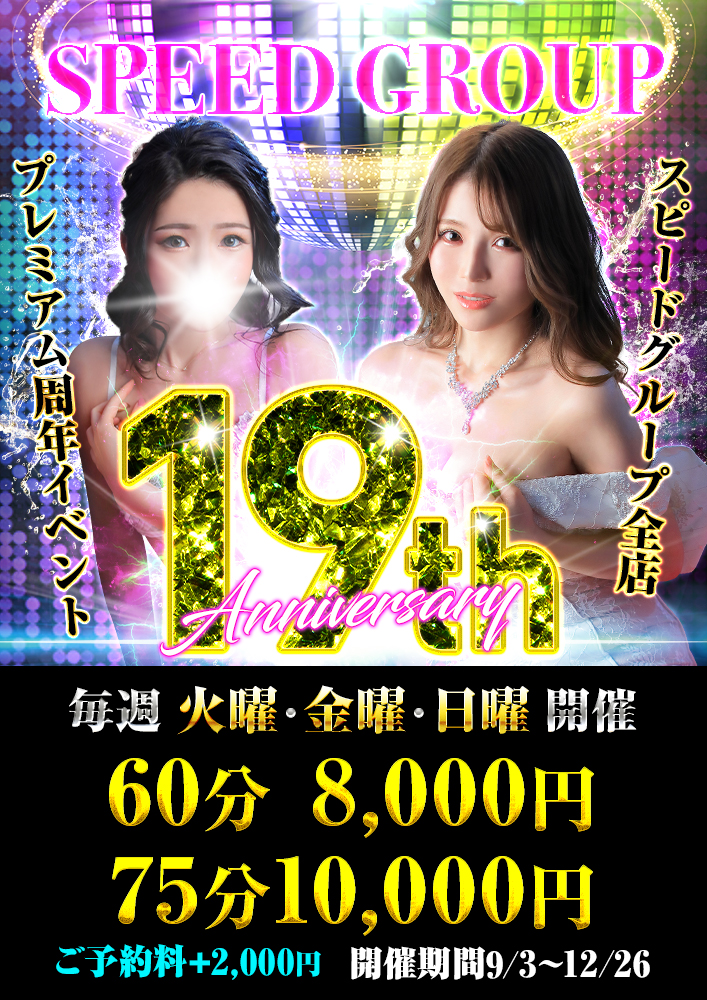 SPEED GROUP
スピードグループ全店
プレミアム周年イベント
19th
Anniversary
毎週 火曜・金曜・日曜 開催
60分 8,000円
75分10,000円
ご予約料+2,000円 開催期間9/3~12/26